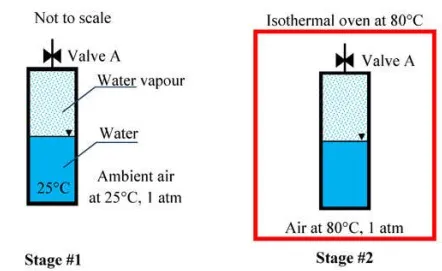 Not to scale
Valve A
Water vapour
Water
25°C
Ambient air
at 25°C, 1 atm
Stage #1
Isothermal oven at 80°C
Valve A
Air at 80°C, 1 atm
Stage #2